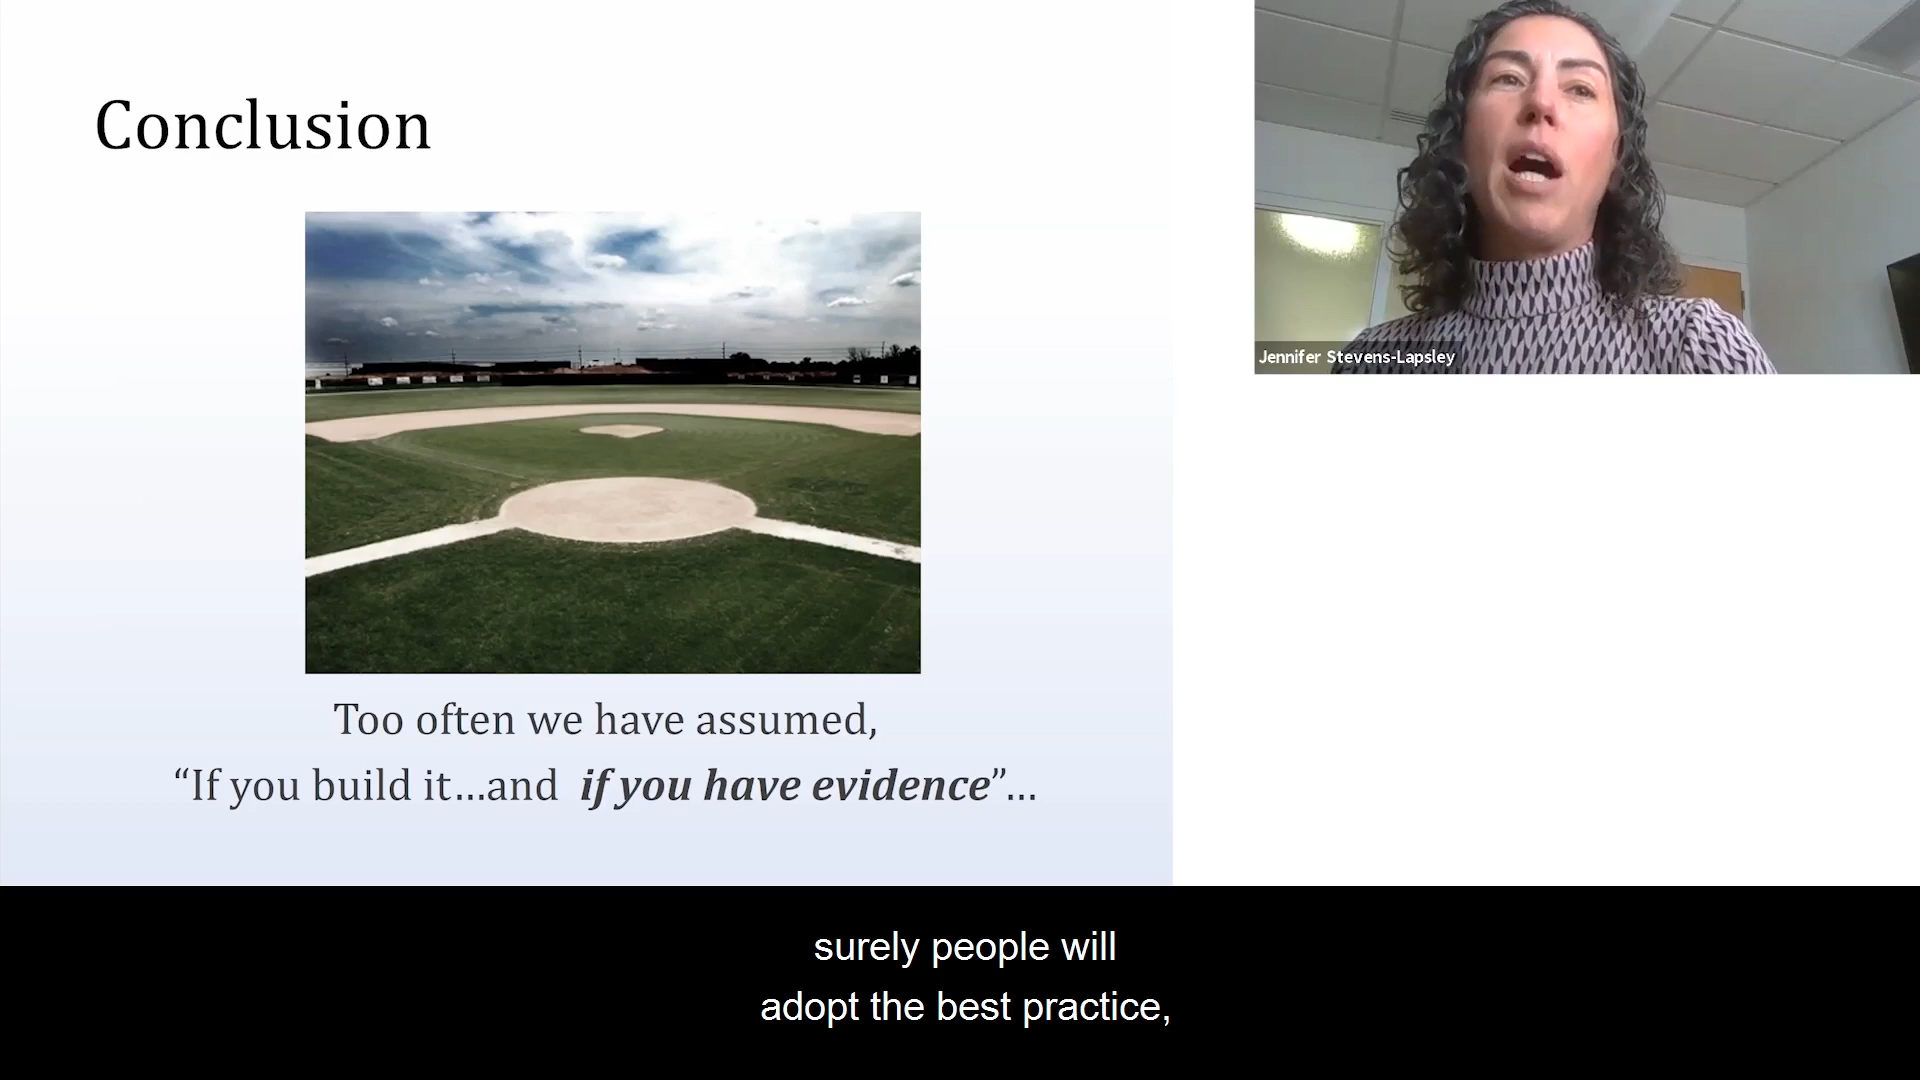 Conclusion
Jennifer Stevens-Lapsley
Too often we have assumed,
“If you build it…and if you have evidence”…
surely people will
adopt the best practice,